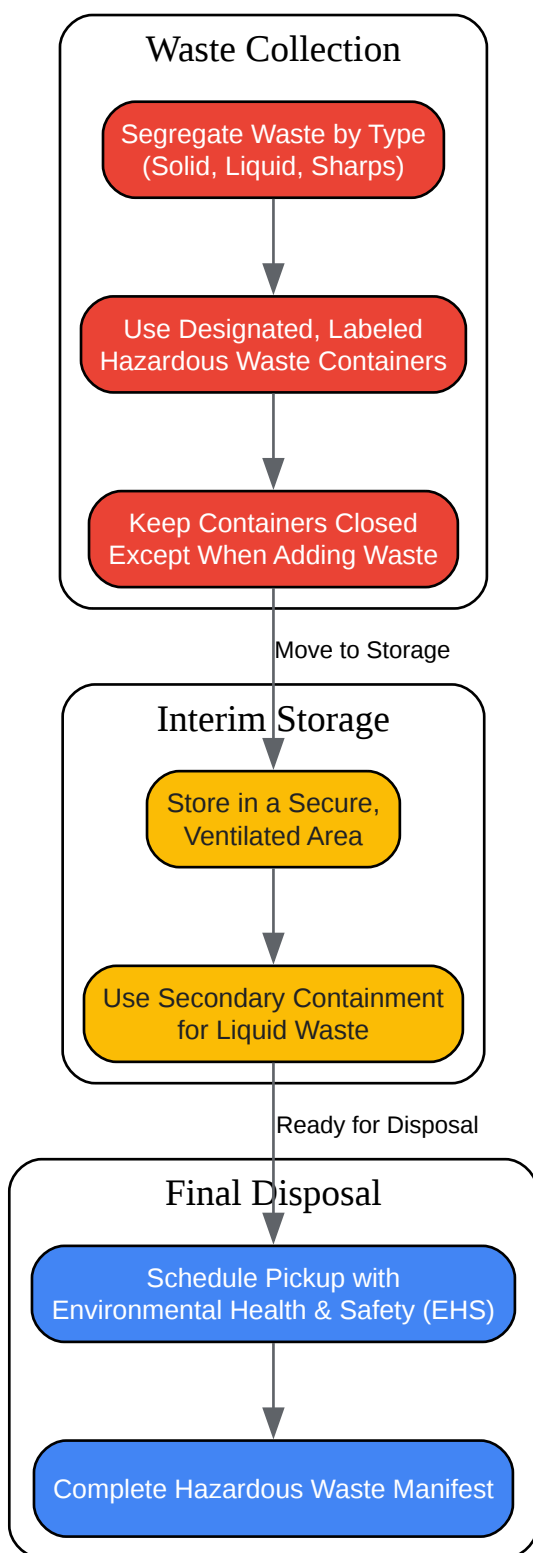 Waste Collection
Segregate Waste by Type
(Solid, Liquid, Sharps)
Use Designated, Labeled
Hazardous Waste Containers
Keep Containers Closed
Except When Adding Waste
Move to Storage
Interim Storage
Store in a Secure,
Ventilated Area
Use Secondary Containment
for Liquid Waste
Ready for Disposal
Final Disposal
Schedule Pickup with
Environmental Health & Safety (EHS)
Complete Hazardous Waste Manifest